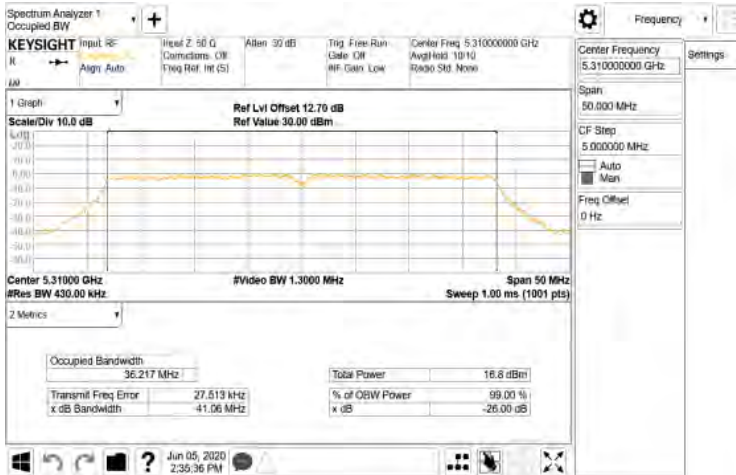 Spectrum Analyzer 1
Occupied BW
Frequency
KEYSIGHT
Input: RF
Align: Auto
Input Z: 50 Ω
Corrections: Off
Freq Ref: Int (S)
Atten: 30 dB
Trig: Free Run
Gate: Off
#IF Gain: Low
Center Freq: 5.310000000 GHz
Avg|Hold: 10/10
Radio Std: None
Center Frequency
5.310000000 GHz
Settings
Span
50.000 MHz
CF Step
5.000000 MHz
Auto
Man
Freq Offset
0 Hz
1 Graph
Scale/Div 10.0 dB
Ref Lvl Offset 12.70 dB
Ref Value 30.00 dBm
Center 5.31000 GHz
#Video BW 1.3000 MHz
Span 50 MHz
#Res BW 430.00 kHz
Sweep 1.00 ms (1001 pts)
2 Metrics
Occupied Bandwidth
36.217 MHz
Total Power 16.8 dBm
Transmit Freq Error 27.513 kHz
% of OBW Power 99.00 %
x dB Bandwidth 41.06 MHz
x dB -26.00 dB
?
Jun 05, 2020
2:35:36 PM